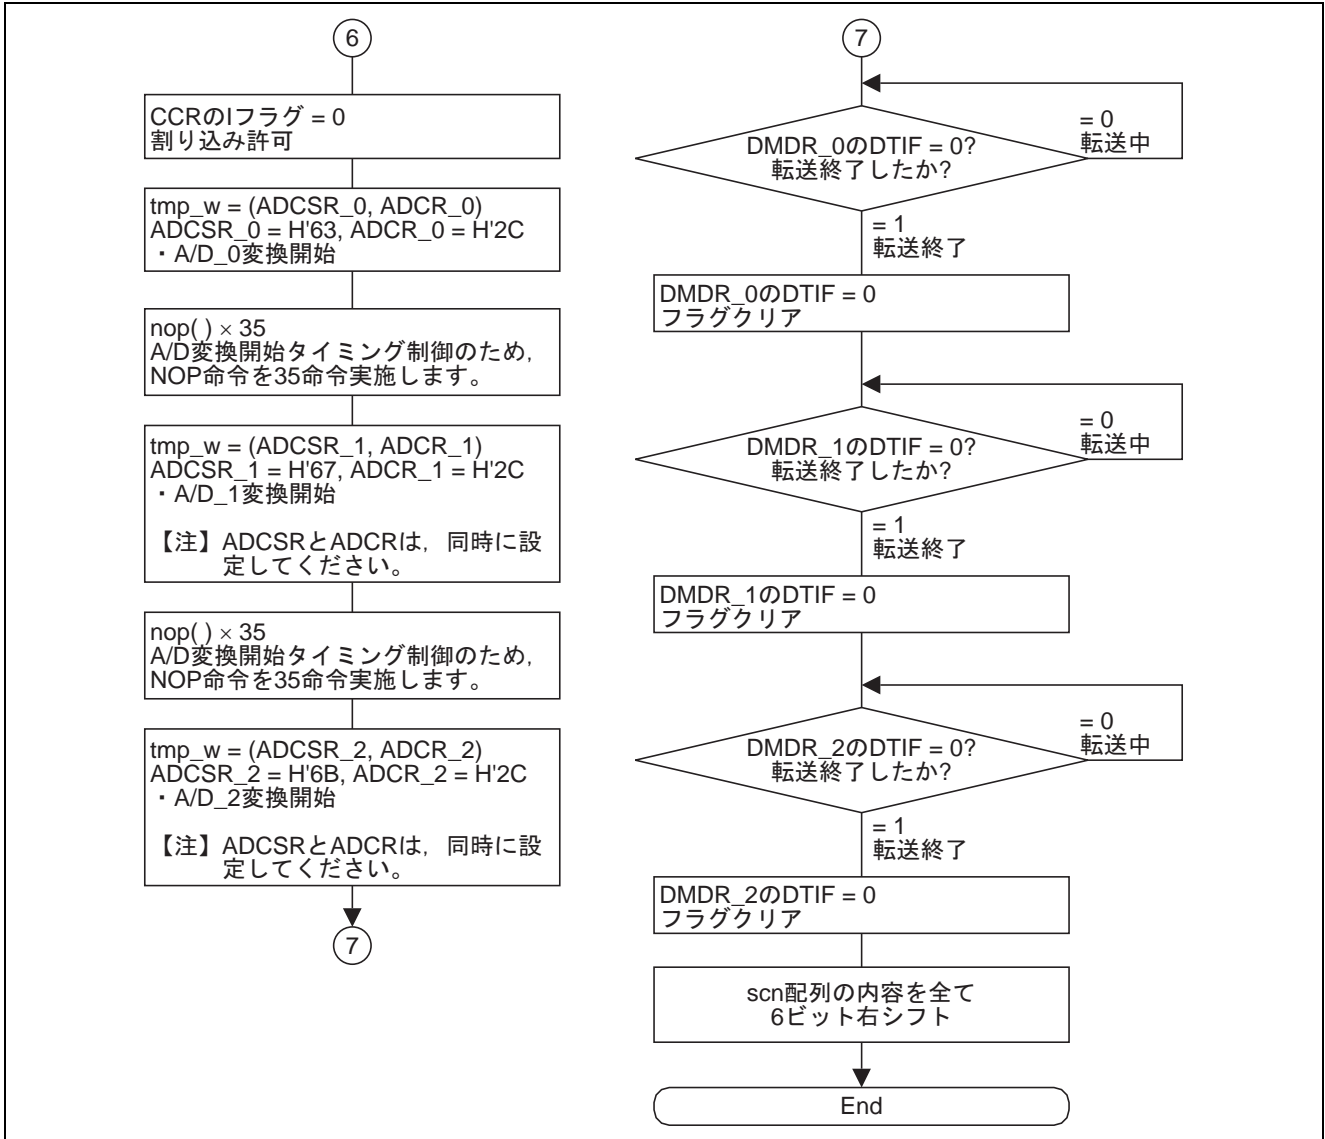 6
CCRのIフラグ = 0
割り込み許可
tmp_w = (ADCSR_0, ADCR_0)
ADCSR_0 = H'63, ADCR_0 = H'2C
・A/D_0変換開始
nop( ) × 35
A/D変換開始タイミング制御のため,
NOP命令を35命令実施します。
tmp_w = (ADCSR_1, ADCR_1)
ADCSR_1 = H'67, ADCR_1 = H'2C
・A/D_1変換開始
【注】ADCSRとADCRは, 同時に設
定してください。
nop( ) × 35
A/D変換開始タイミング制御のため,
NOP命令を35命令実施します。
tmp_w = (ADCSR_2, ADCR_2)
ADCSR_2 = H'6B, ADCR_2 = H'2C
・A/D_2変換開始
【注】ADCSRとADCRは, 同時に設
定してください。
7
7
DMDR_0のDTIF = 0?
転送終了したか?
= 0
転送中
= 1
転送終了
DMDR_0のDTIF = 0
フラグクリア
DMDR_1のDTIF = 0?
転送終了したか?
= 0
転送中
= 1
転送終了
DMDR_1のDTIF = 0
フラグクリア
DMDR_2のDTIF = 0?
転送終了したか?
= 0
転送中
= 1
転送終了
DMDR_2のDTIF = 0
フラグクリア
scn配列の内容を全て
6ビット右シフト
End